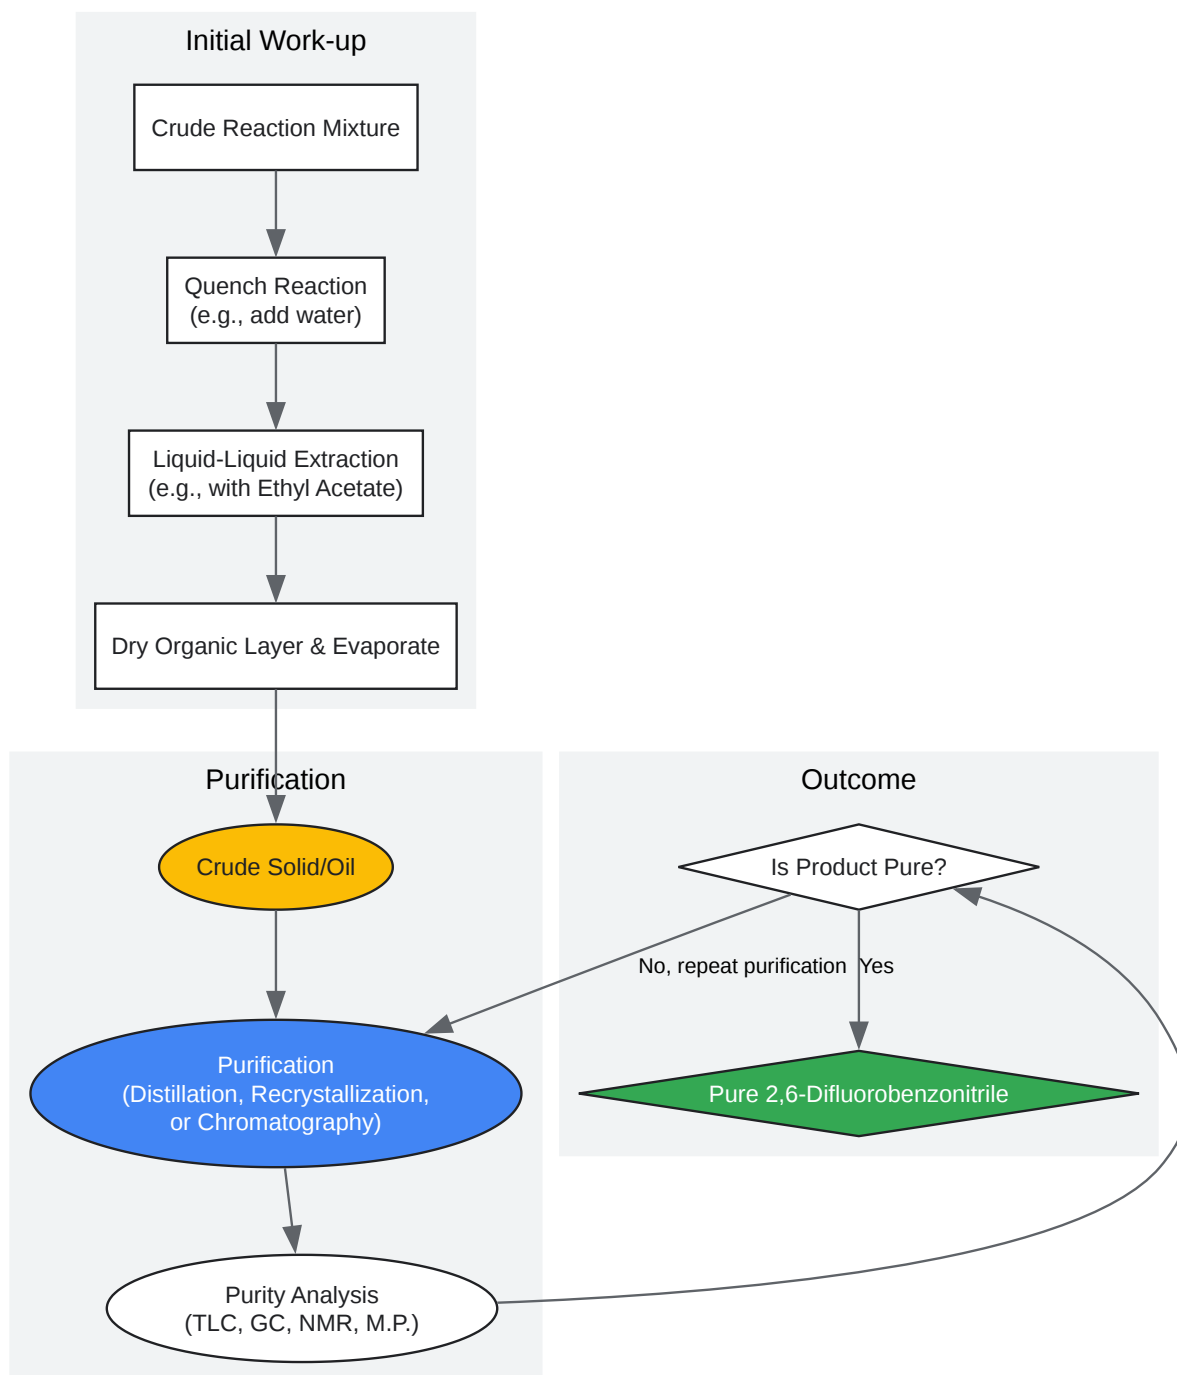 Initial Work-up
Crude Reaction Mixture
Quench Reaction
(e.g., add water)
Liquid-Liquid Extraction
(e.g., with Ethyl Acetate)
Dry Organic Layer & Evaporate
Purification
Crude Solid/Oil
Purification
(Distillation, Recrystallization,
or Chromatography)
Purity Analysis
(TLC, GC, NMR, M.P.)
Outcome
Is Product Pure?
No, repeat purification
Yes
Pure 2,6-Difluorobenzonitrile